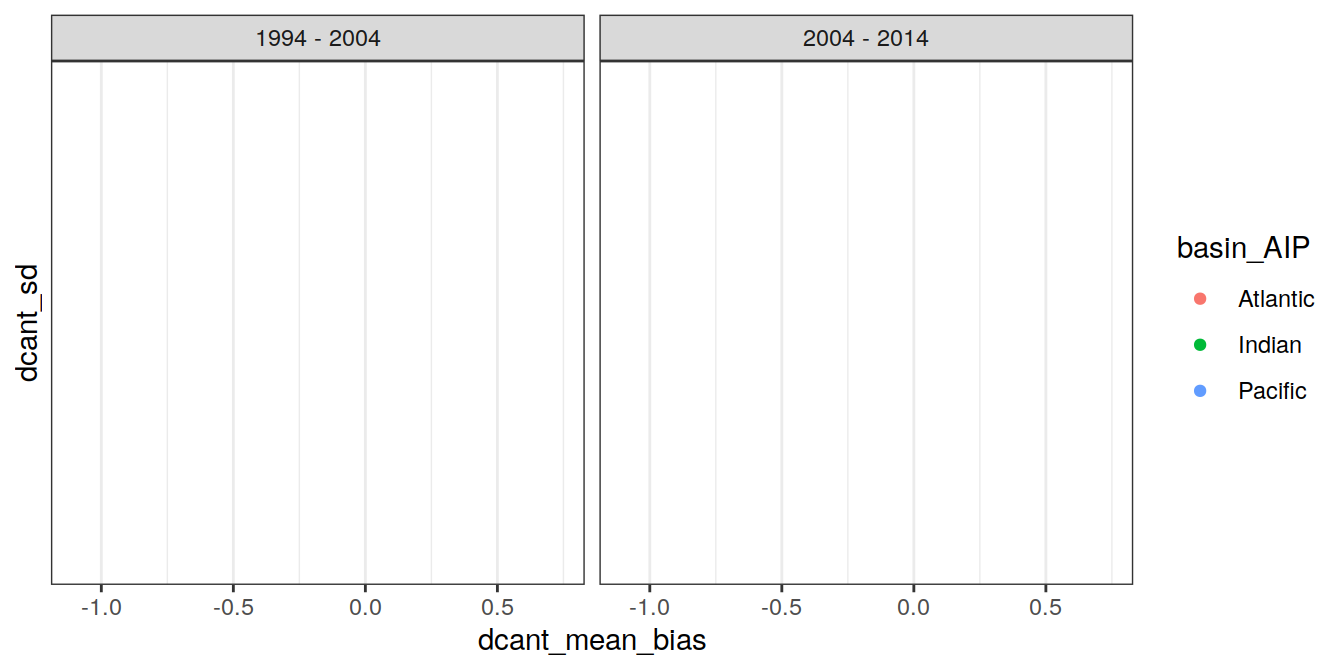 1994 - 2004
2004 - 2014
dcant_sd
-1.0 -0.5 0.0 0.5
-1.0 -0.5 0.0 0.5
dcant_mean_bias
basin_AIP
Atlantic
Indian
Pacific